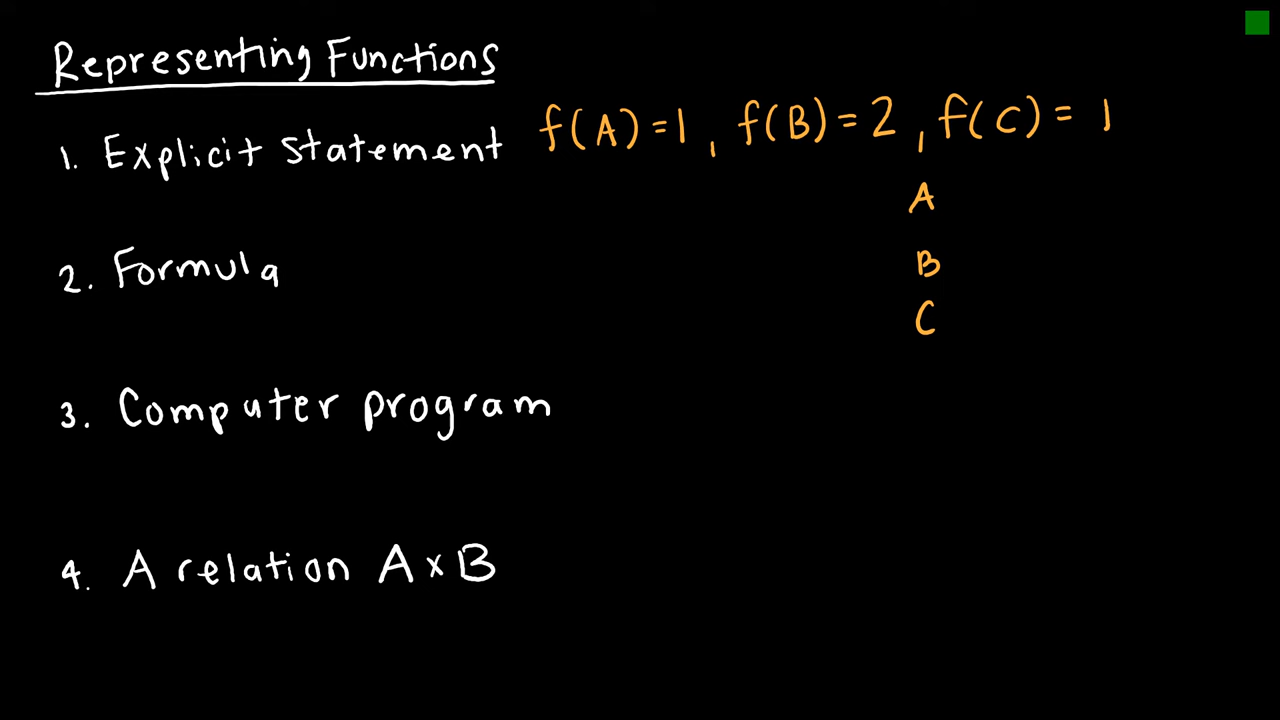 Representing Functions
1. Explicit statement f(A) = 1, f(B) = 2, f(C) = 1
A
B
C
2. Formula
3. Computer program
4. A relation A x B